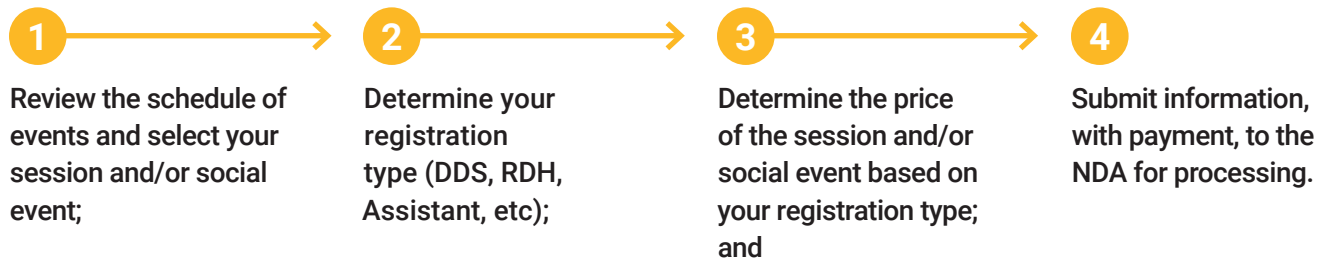 1
Review the schedule of
events and select your
session and/or social
event;
2
Determine your
registration
type (DDS, RDH,
Assistant, etc);
3
Determine the price
of the session and/or
social event based on
your registration type;
and
4
Submit information,
with payment, to the
NDA for processing.